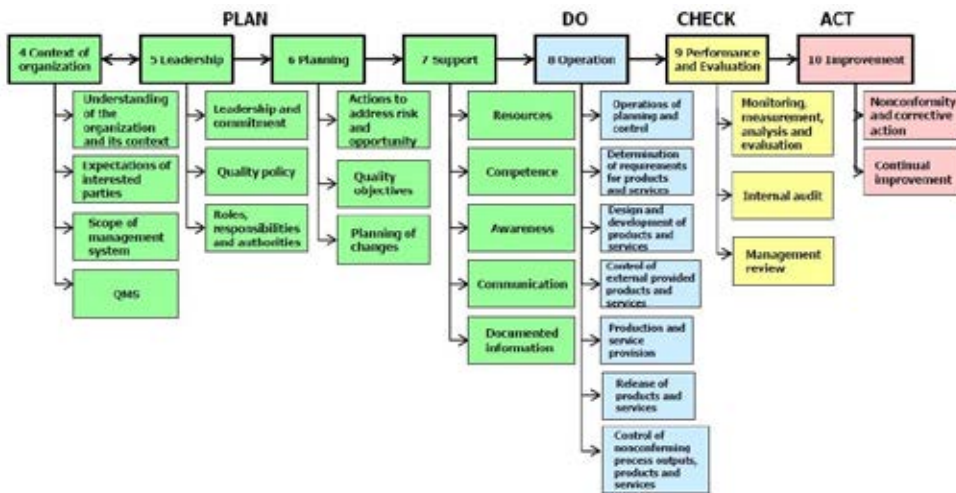 PLAN
DO
CHECK
ACT
4 Context of
organization
5 Leadership
6 Planning
7 Support
8 Operation
9 Performance
and Evaluation
10 Improvement
Understanding
of the
organization
and its context
Expectations of
interested
parties
Scope of
management
system
QMS
Leadership and
commitment
Quality policy
Roles,
responsibilities
and authorities
Actions to
address risk
and
opportunity
Quality
objectives
Planning of
changes
Resources
Competence
Awareness
Communication
Documented
information
Operations of
planning and
control
Determination
of requirements
for products
and services
Design and
development of
products and
services
Control of
external provided
products and
services
Production and
service
provision
Release of
products and
services
Control of
nonconforming
process outputs,
products and
services
Monitoring,
measurement,
analysis and
evaluation
Internal audit
Management
review
Nonconformity
and corrective
action
Continual
improvement